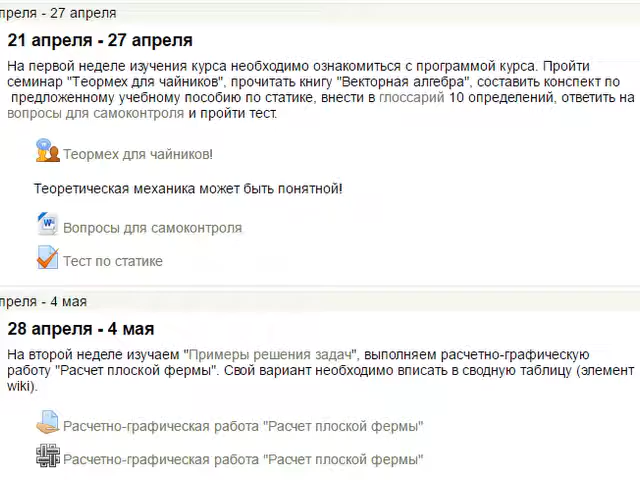 преля - 27 апреля
21 апреля - 27 апреля
На первой неделе изучения курса необходимо ознакомиться с программой курса. Пройти
семинар "Теормех для чайников", прочитать книгу "Векторная алгебра", составить конспект по
предложенному учебному пособию по статике, внести в глоссарий 10 определений, ответить на
вопросы для самоконтроля и пройти тест.
Теормех для чайников!
Теоретическая механика может быть понятной!
Вопросы для самоконтроля
Тест по статике
преля - 4 мая
28 апреля - 4 мая
На второй неделе изучаем "Примеры решения задач", выполняем расчетно-графическую
работу "Расчет плоской фермы". Свой вариант необходимо вписать в сводную таблицу (элемент
wiki).
Расчетно-графическая работа "Расчет плоской фермы"
Расчетно-графическая работа "Расчет плоской фермы"